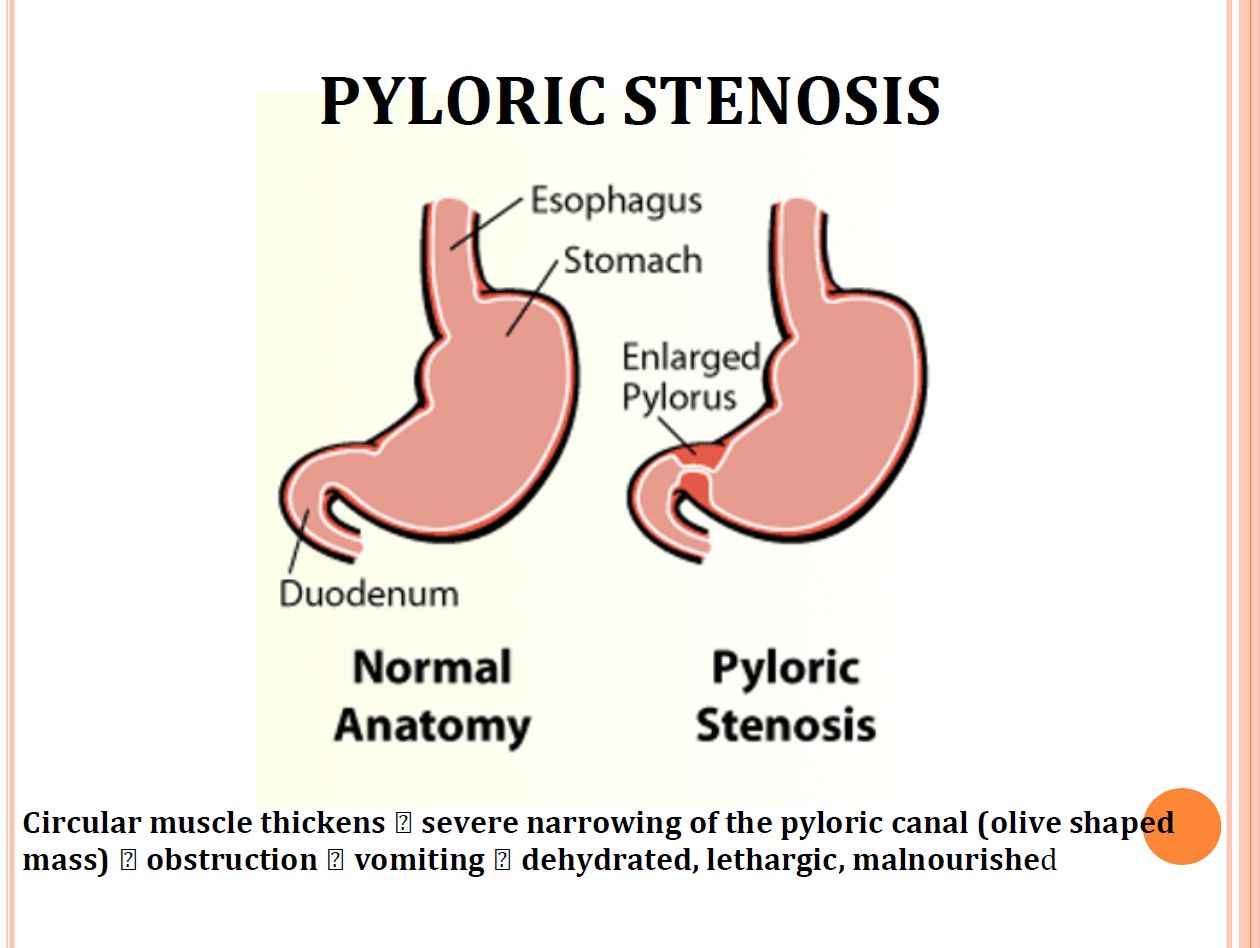 PYLORIC STENOSIS
Esophagus
Stomach
Enlarged
Pylorus
Duodenum
Normal
Anatomy
Pyloric
Stenosis
Circular muscle thickens � severe narrowing of the pyloric canal (olive shaped
mass) � obstruction � vomiting � dehydrated, lethargic, malnourished